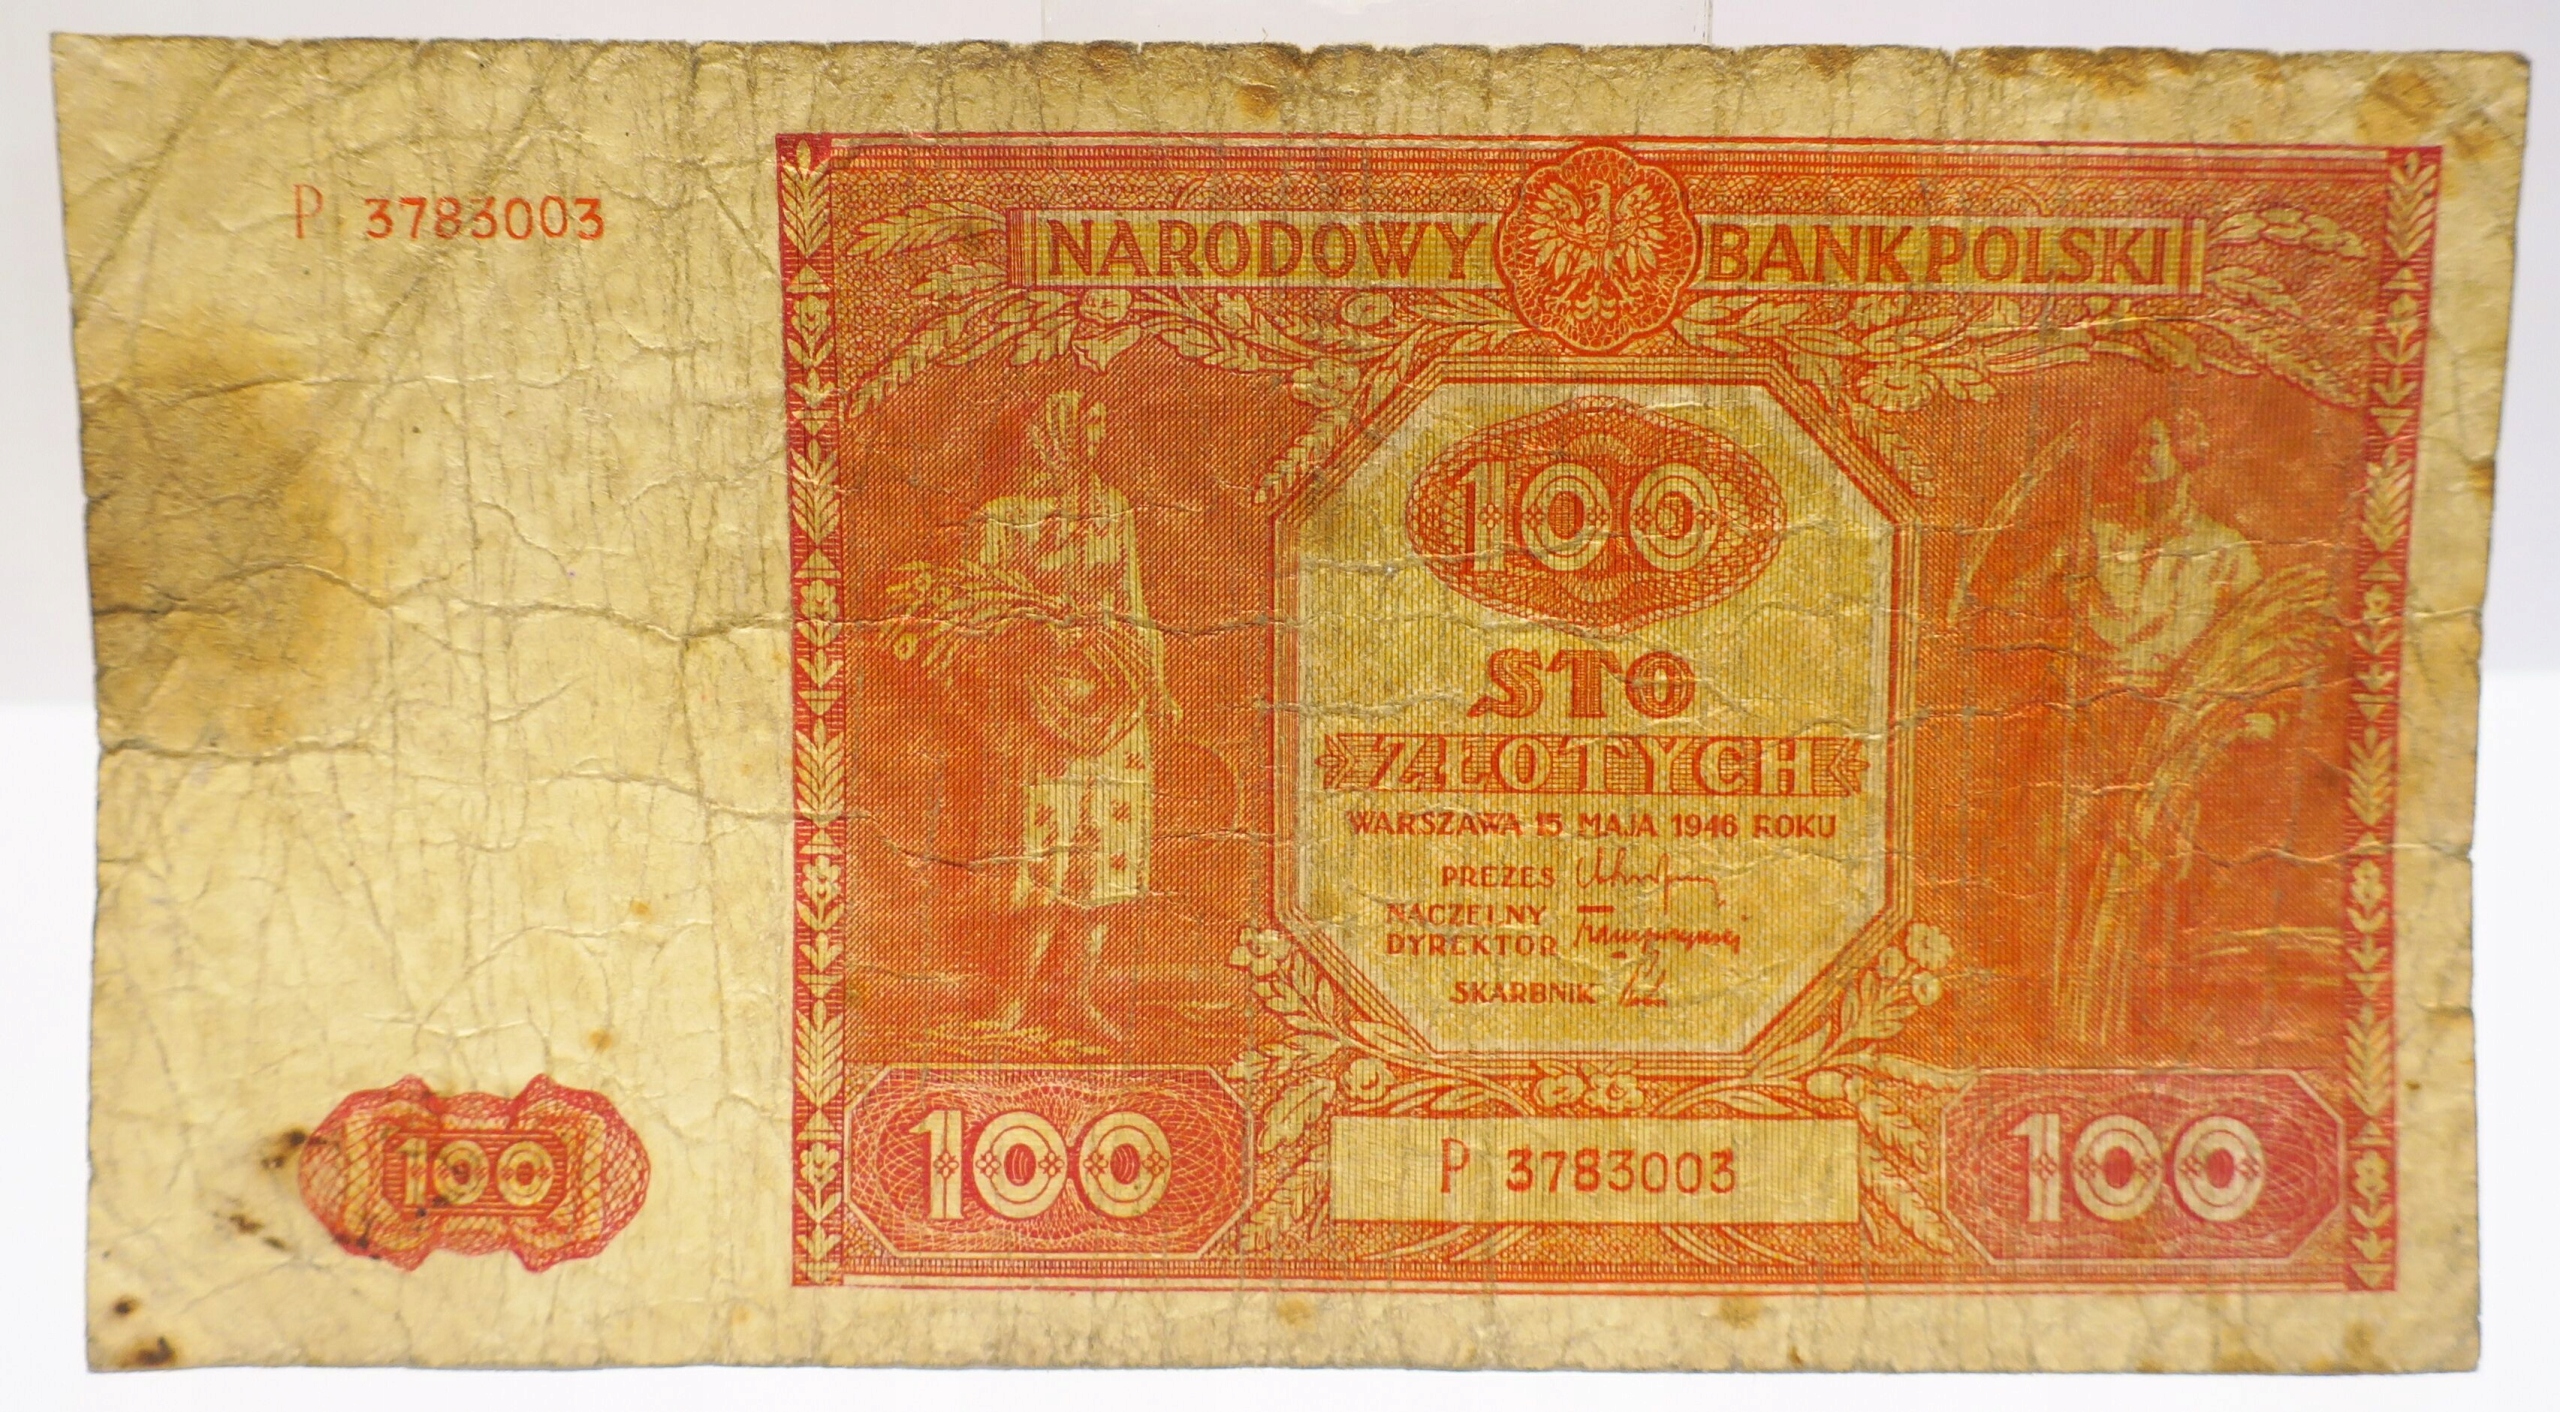 P 3783003
NARODOWY BANK POLSKI
100
STO
ZŁOTYCH
WARSZAWA 15 MAJA 1946 ROKU
PREZES
NACZELNY
DYREKTOR
SKARBNIK
100
100
P 3783003
100